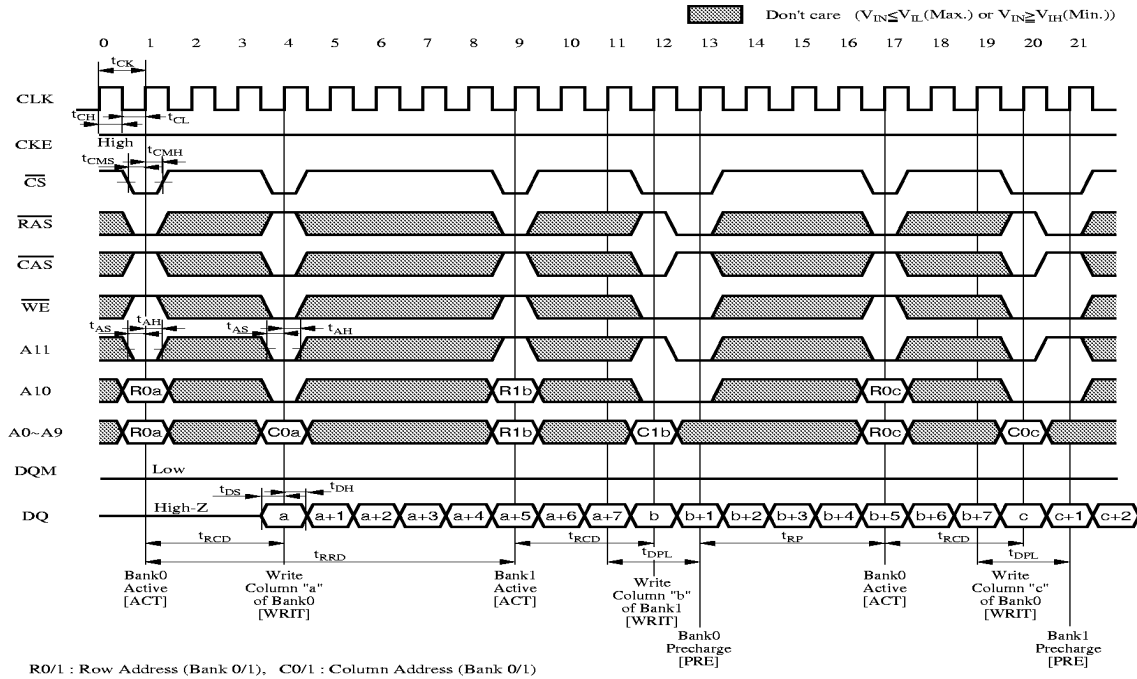 Don't care (VIN≦VIL(Max.) or VIN≧VIH(Min.))
0 1 2 3 4 5 6 7 8 9 10 11 12 13 14 15 16 17 18 19 20 21
tCK
CLK
tCH tCL
CKE High
tCMS tCMH
CS
RAS
CAS
WE
tAS tAH tAS tAH
A11
A10 R0a R1b R0c
A0~A9 R0a C0a R1b C1b R0c C0c
DQM Low
tDS tDH
DQ High-Z a a+1 a+2 a+3 a+4 a+5 a+6 a+7 b b+1 b+2 b+3 b+4 b+5 b+6 b+7 c c+1 c+2
tRCD tRCD tRP tRCD
tRRD tDPL tDPL
Bank0
Active
[ACT]
Write
Column "a"
of Bank0
[WRIT]
Bank1
Active
[ACT]
Write
Column "b"
of Bank1
[WRIT]
Bank0
Precharge
[PRE]
Bank0
Active
[ACT]
Write
Column "c"
of Bank0
[WRIT]
Bank1
Precharge
[PRE]
R0/1 : Row Address (Bank 0/1), C0/1 : Column Address (Bank 0/1)